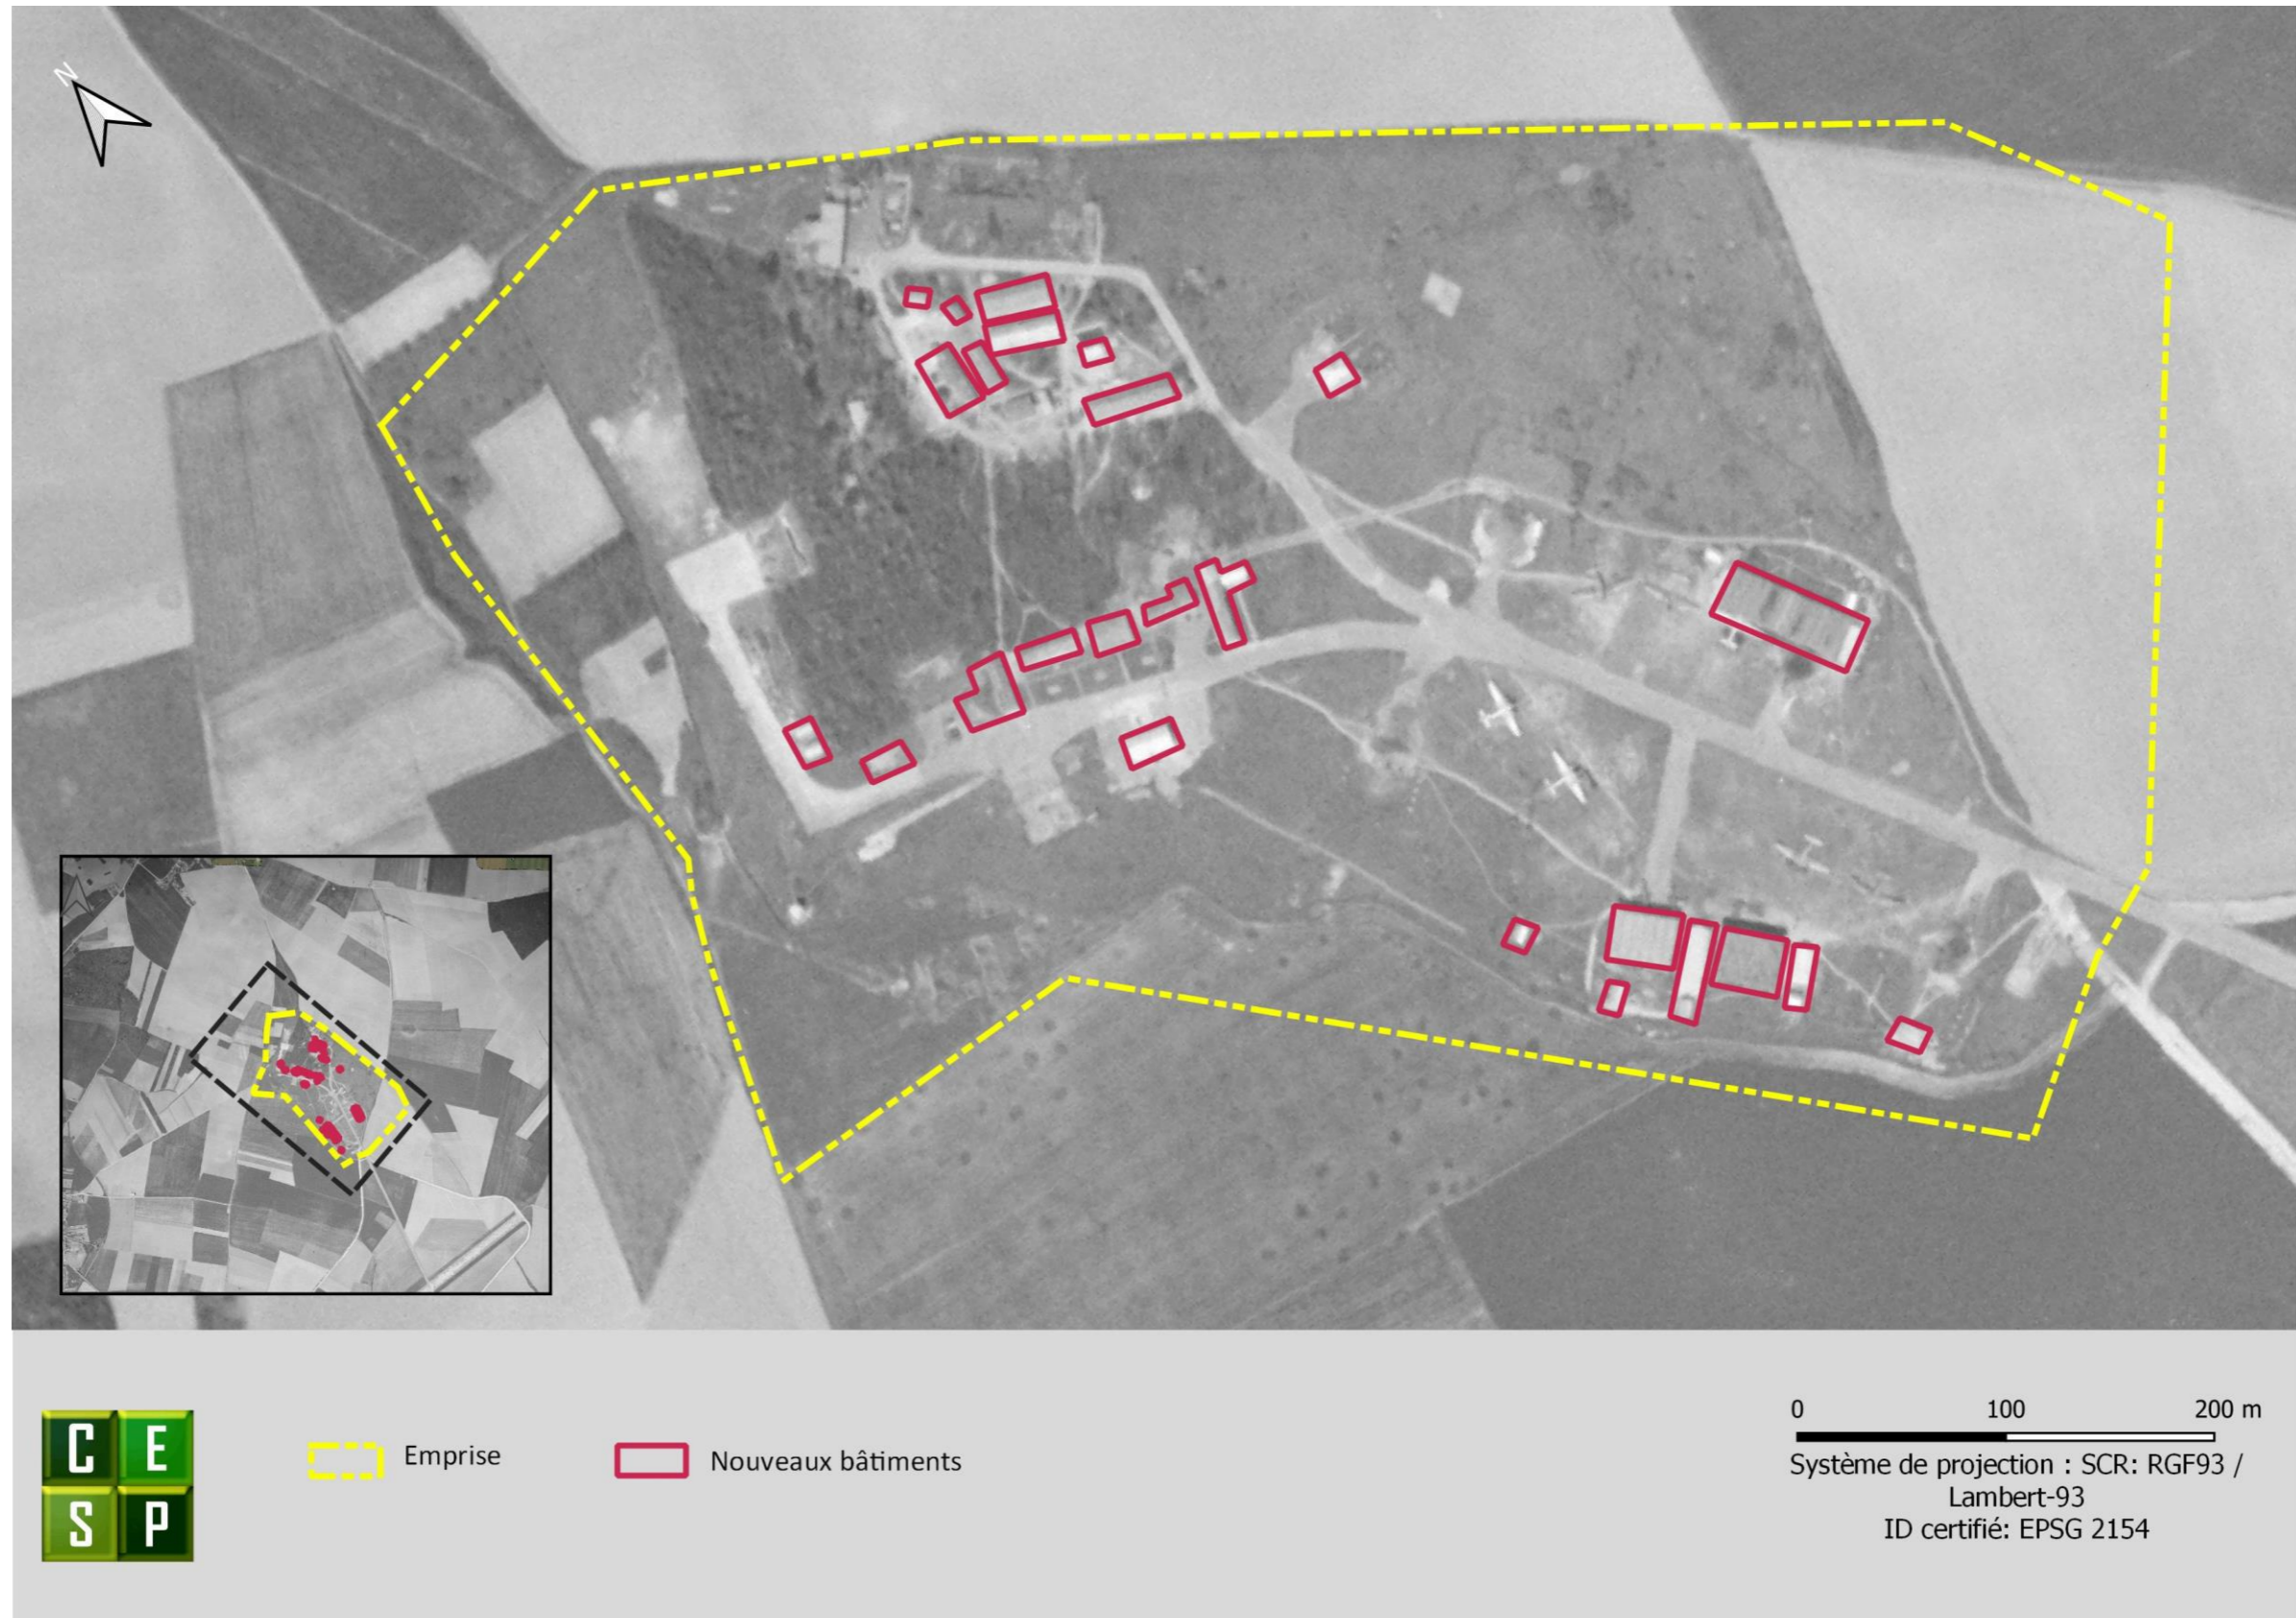 N
C E
S P
Emprise
Nouveaux bâtiments
0 100 200 m
Système de projection : SCR: RGF93 /
Lambert-93
ID certifié: EPSG 2154